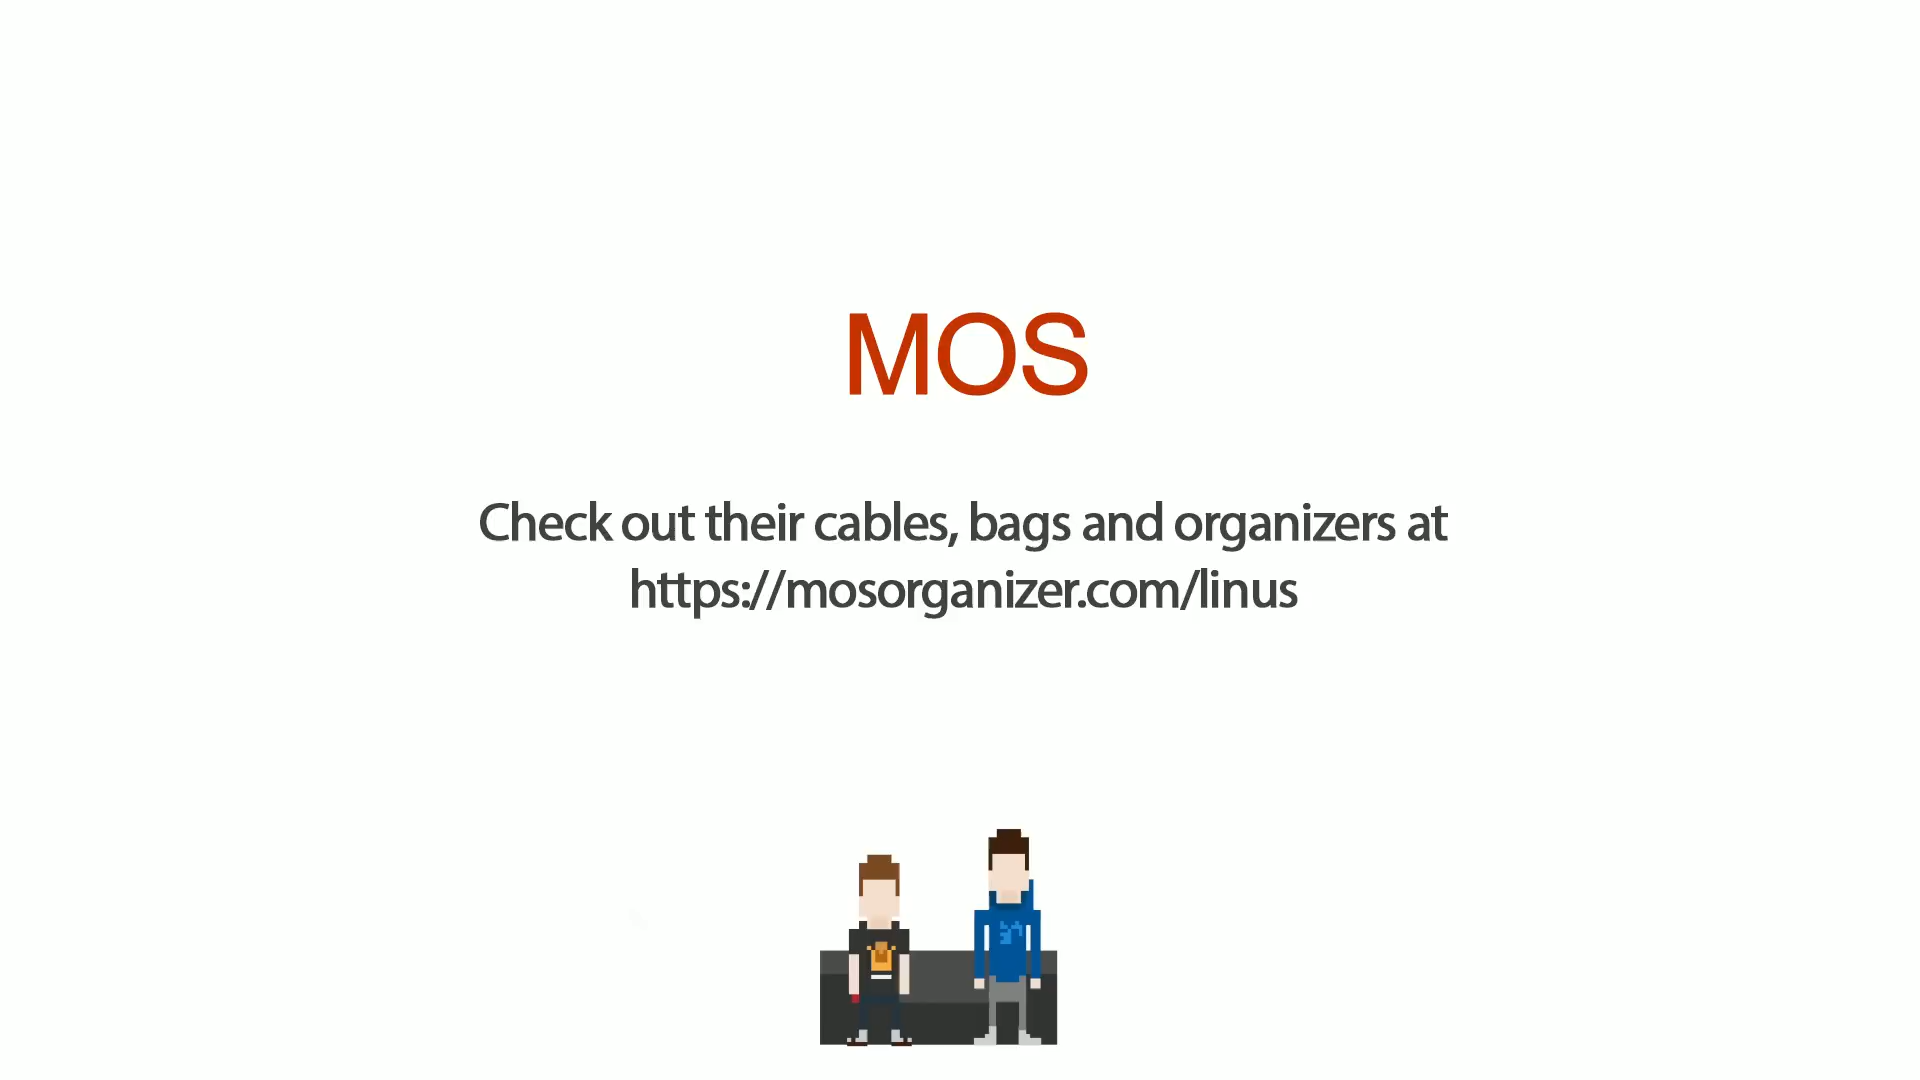 MOS
Check out their cables, bags and organizers at
https://mosorganizer.com/linus